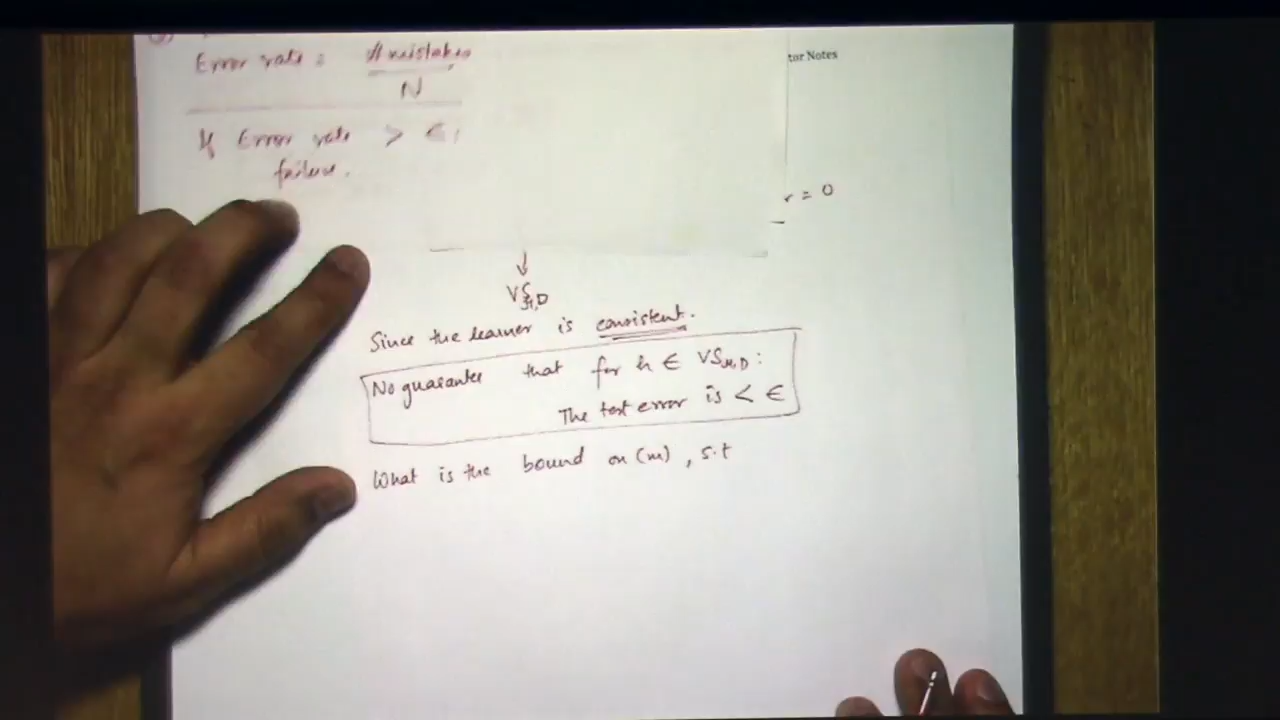 Error rate = # mistakes
N
If Error rate > ϵ,
failure.
tor Notes
r = 0
↓
VS_H,D
Since the learner is consistent.
No guarantee that for h ∈ VS_H,D :
The test error is < ϵ
What is the bound on (m), s.t